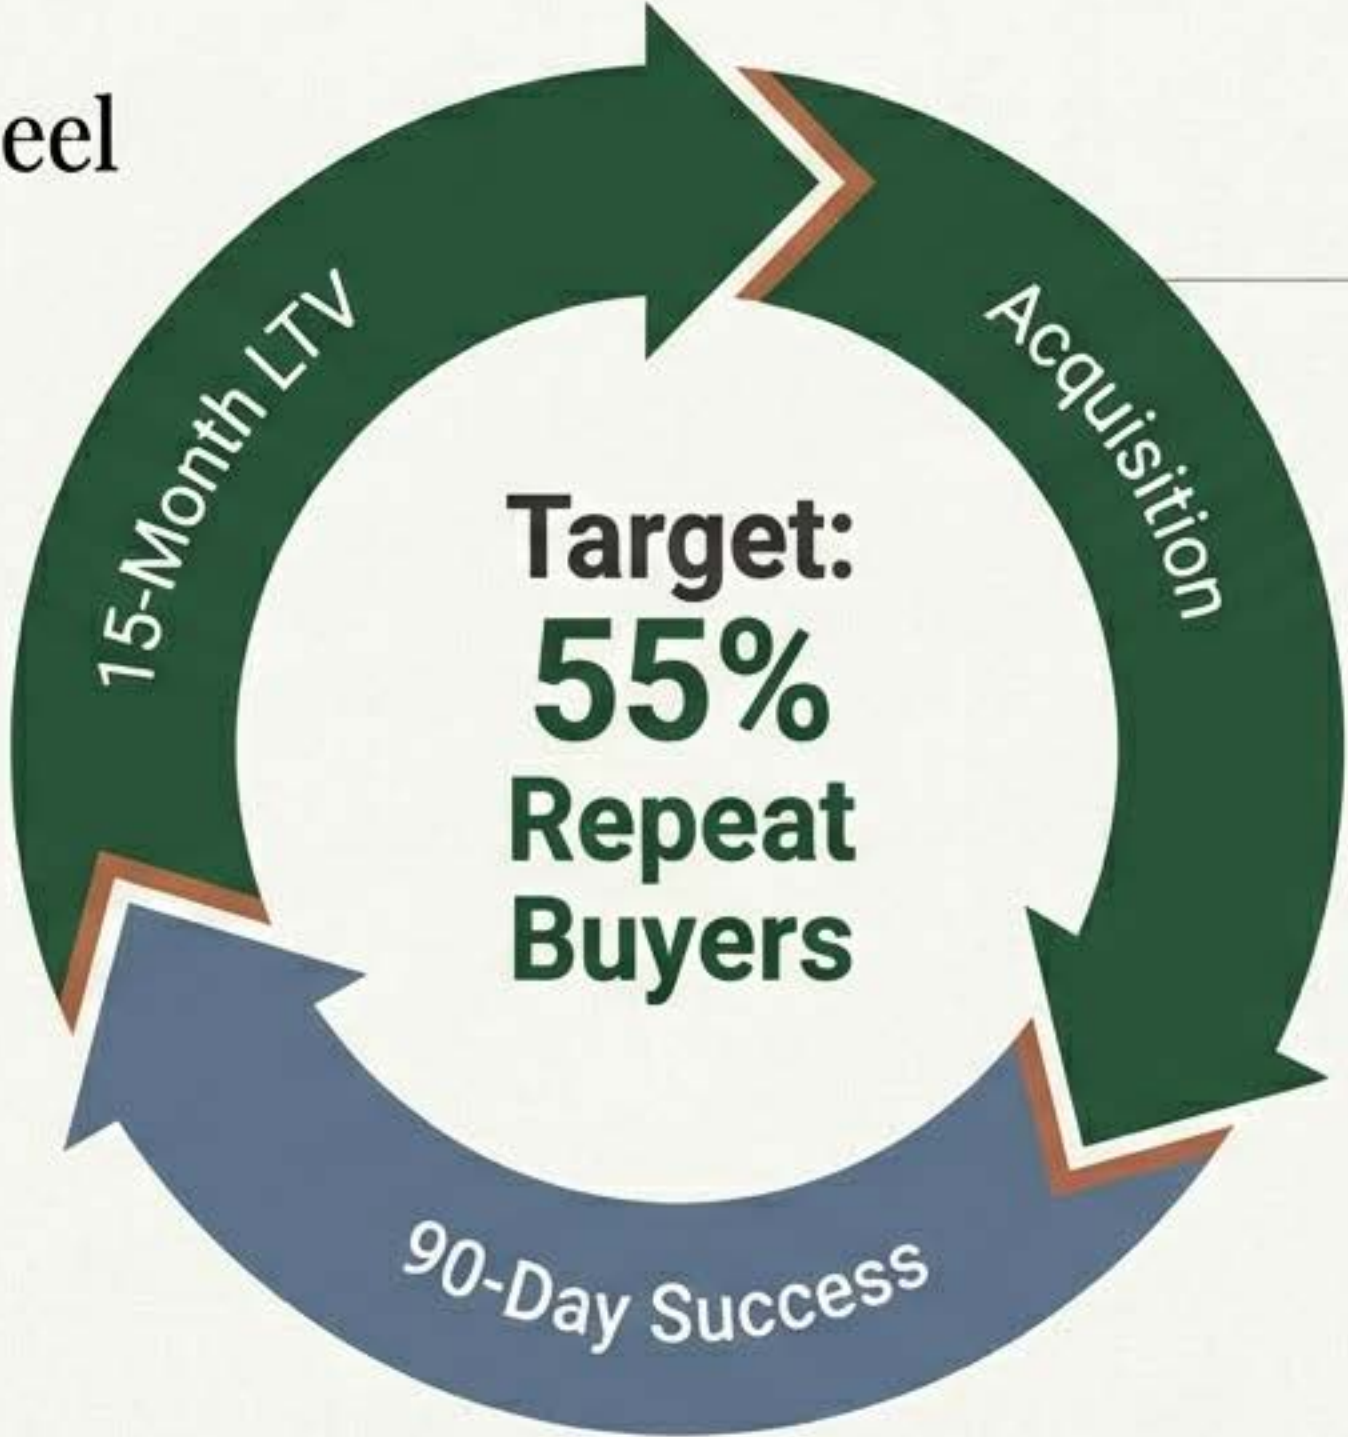 eel
15-Month LTV
Acquisition
Target:
55%
Repeat
Buyers
90-Day Success